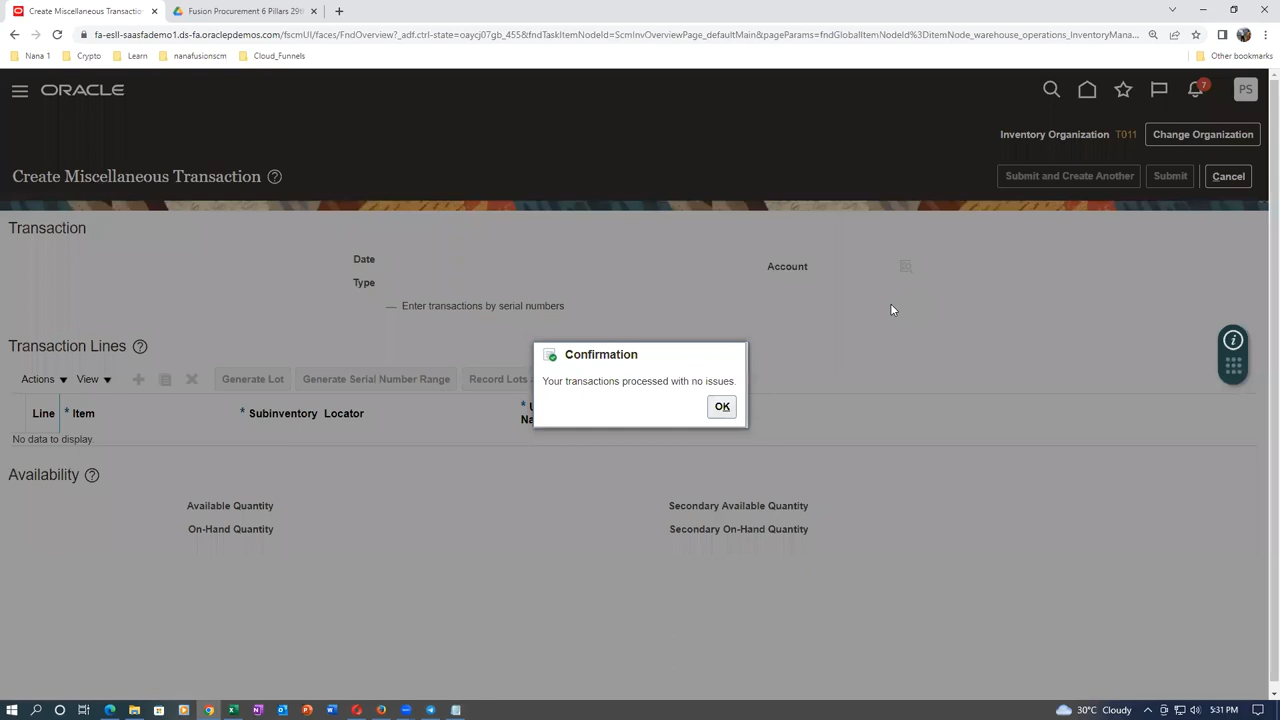 Create Miscellaneous Transactio
Fusion Procurement 6 Pillars 29th
fa-esll-saasfademo1.ds-fa.oraclepdemos.com/fscmUI/faces/FndOverview?_adf.ctrl-state=oaycj07gb_455&fndTaskItemNodeId=ScmInvOverviewPage_defaultMain&pageParams=fndGlobalItemNodeId%3DitemNode_warehouse_operations_InventoryMana...
Nana 1
Crypto
Learn
nanafusionscm
Cloud_Funnels
Other bookmarks
ORACLE
7
PS
Inventory Organization T011 Change Organization
Create Miscellaneous Transaction
Submit and Create Another
Submit
Cancel
Transaction
Date
Account
Type
Enter transactions by serial numbers
Transaction Lines
Actions
View
Generate Lot
Generate Serial Number Range
Record Lots
Line
* Item
* Subinventory
Locator
* U
Na
No data to display.
Confirmation
Your transactions processed with no issues.
OK
Availability
Available Quantity
Secondary Available Quantity
On-Hand Quantity
Secondary On-Hand Quantity
30°C Cloudy
ENG
5:31 PM